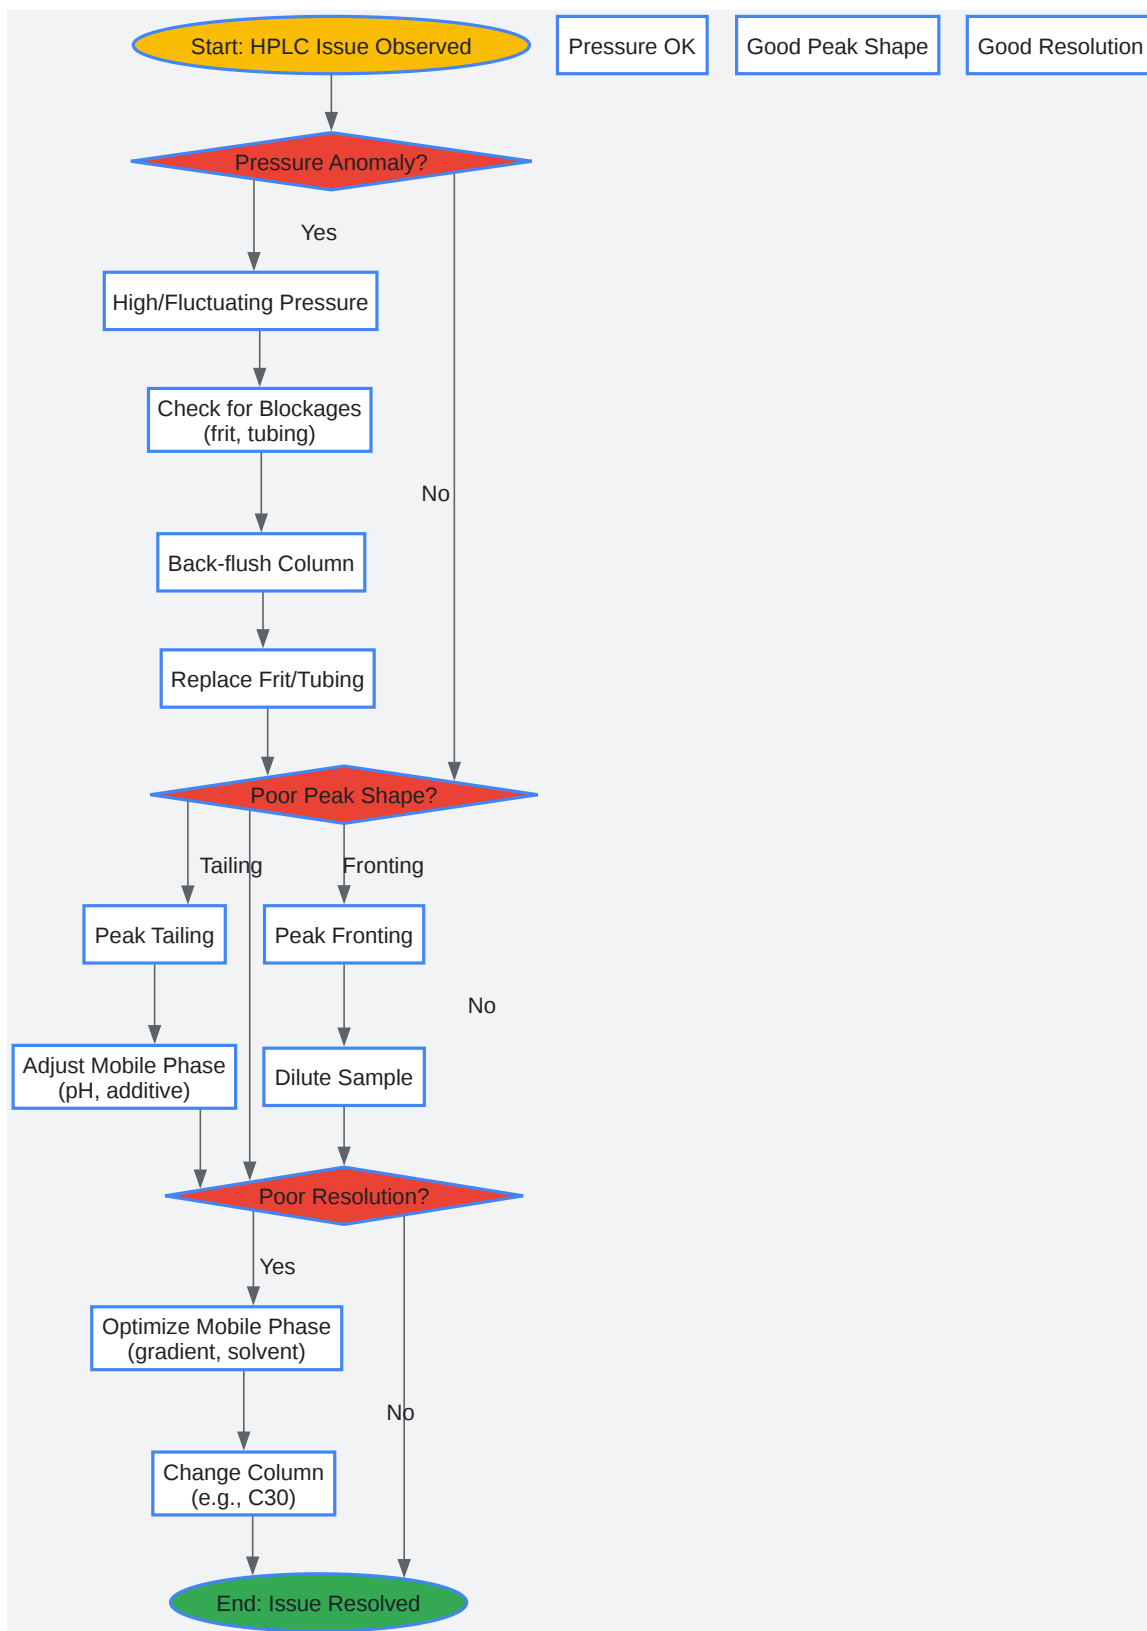 Start: HPLC Issue Observed
Pressure OK
Good Peak Shape
Good Resolution
Pressure Anomaly?
Yes
High/Fluctuating Pressure
Check for Blockages
(frit, tubing)
No
Back-flush Column
Replace Frit/Tubing
Poor Peak Shape?
Tailing
Fronting
Peak Tailing
Peak Fronting
No
Adjust Mobile Phase
(pH, additive)
Dilute Sample
Poor Resolution?
Yes
Optimize Mobile Phase
(gradient, solvent)
No
Change Column
(e.g., C30)
End: Issue Resolved